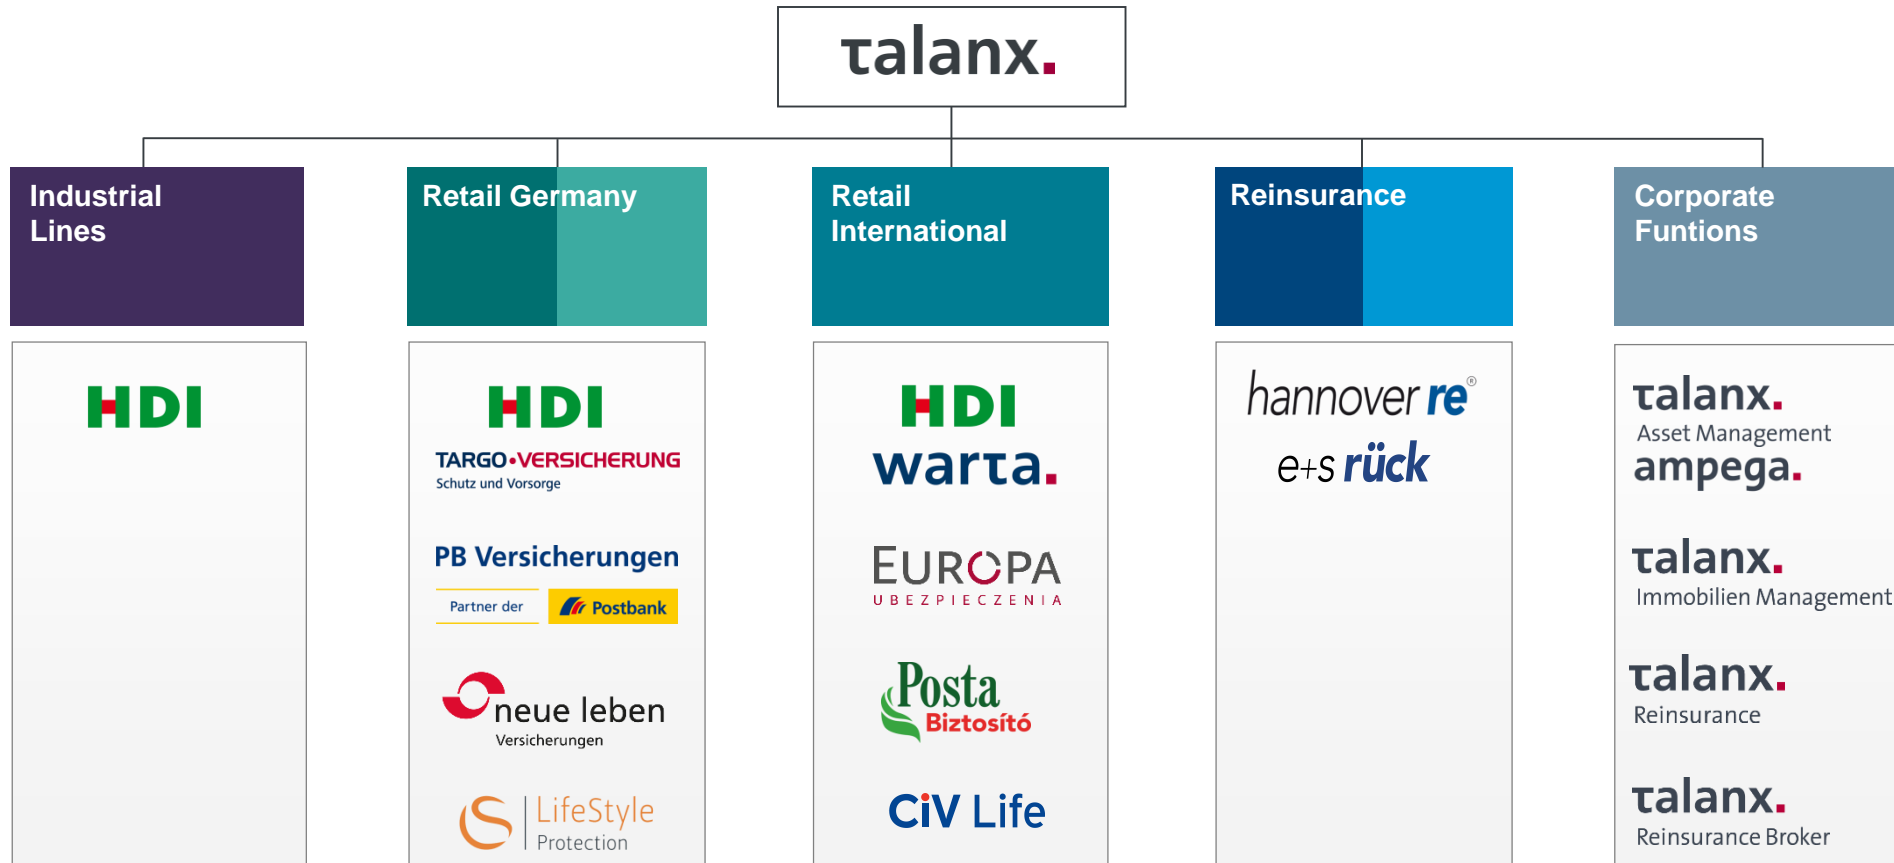 talanx.
Industrial
Lines
Retail Germany
Retail
International
Reinsurance
Corporate
Funtions
HDI
HDI
TARGO•VERSICHERUNG
Schutz und Vorsorge
PB Versicherungen
Partner der
Postbank
neue leben
Versicherungen
LifeStyle
Protection
HDI
warta.
EUROPA
UBEZPIECZENIA
Posta
Biztosító
CiV Life
hannover re®
e+s rück
talanx.
Asset Management
ampega.
talanx.
Immobilien Management
talanx.
Reinsurance
talanx.
Reinsurance Broker